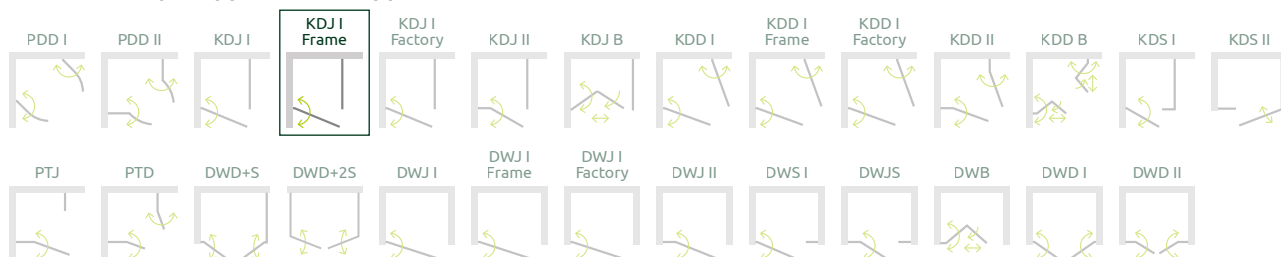 PDD I
PDD II
KDJ I
KDJ I
Frame
KDJ I
Factory
KDJ II
KDJ B
KDD I
KDD I
Frame
KDD I
Factory
KDD II
KDD B
KDS I
KDS II
PTJ
PTD
DWD+S
DWD+2S
DWJ I
DWJ I
Frame
DWJ I
Factory
DWJ II
DWS I
DWJS
DWB
DWD I
DWD II